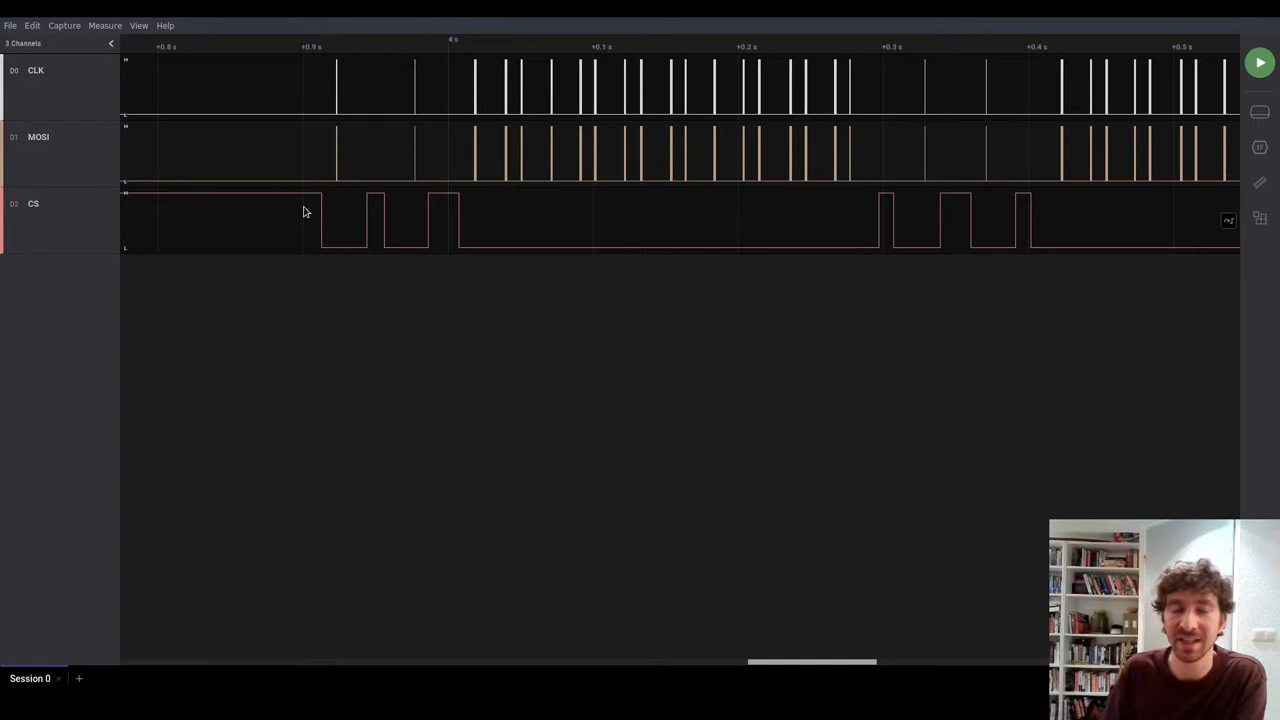 File Edit Capture Measure View Help
3 Channels
4 s
+0.8 s +0.9 s +0.1 s +0.2 s +0.3 s +0.4 s +0.5 s
H
D0 CLK
L
H
D1 MOSI
1F
L
H
D2 CS
L
Session 0 × +